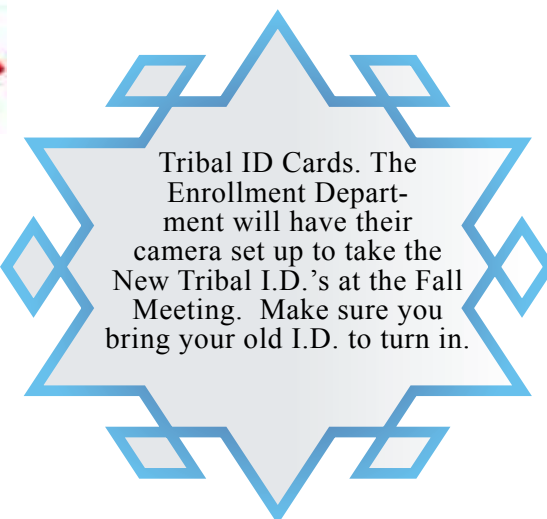 Tribal ID Cards. The
Enrollment Depart-
ment will have their
camera set up to take the
New Tribal I.D.'s at the Fall
Meeting.  Make sure you
bring your old I.D. to turn in.